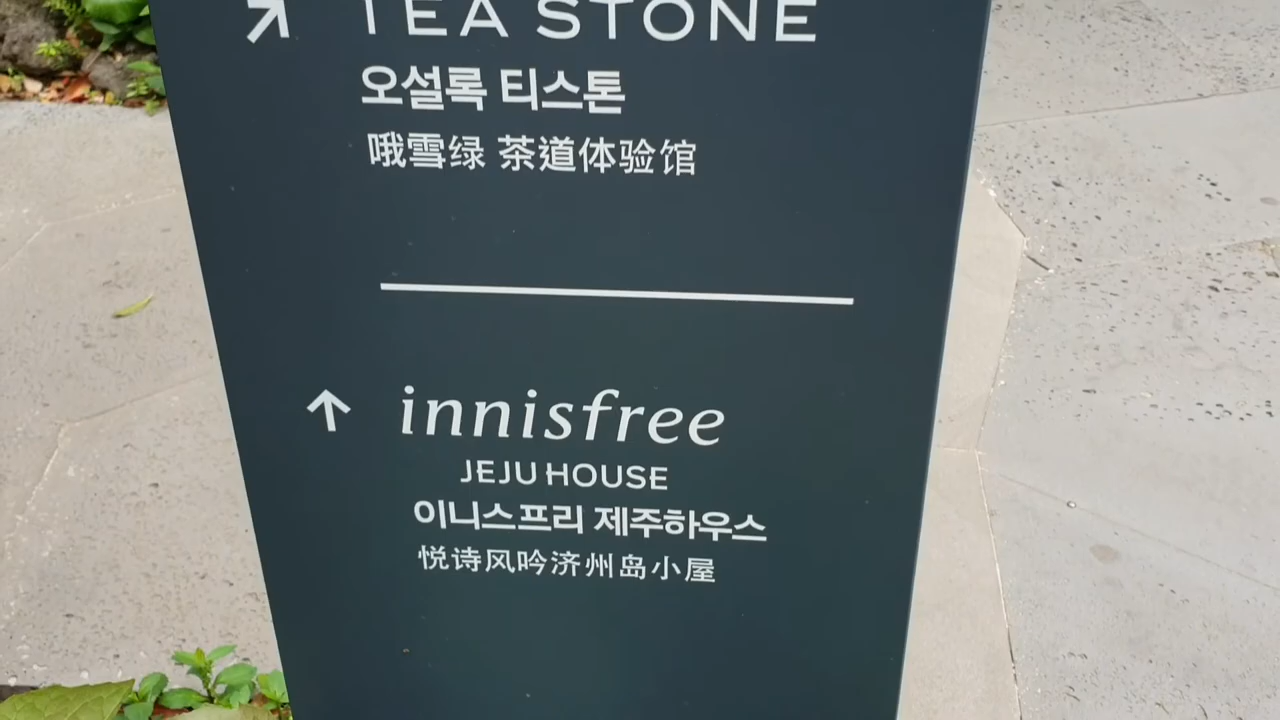 TEA STONE
오설록 티스톤
哦雪绿 茶道体验馆
innisfree
JEJU HOUSE
이니스프리 제주하우스
悦诗风吟济州岛小屋